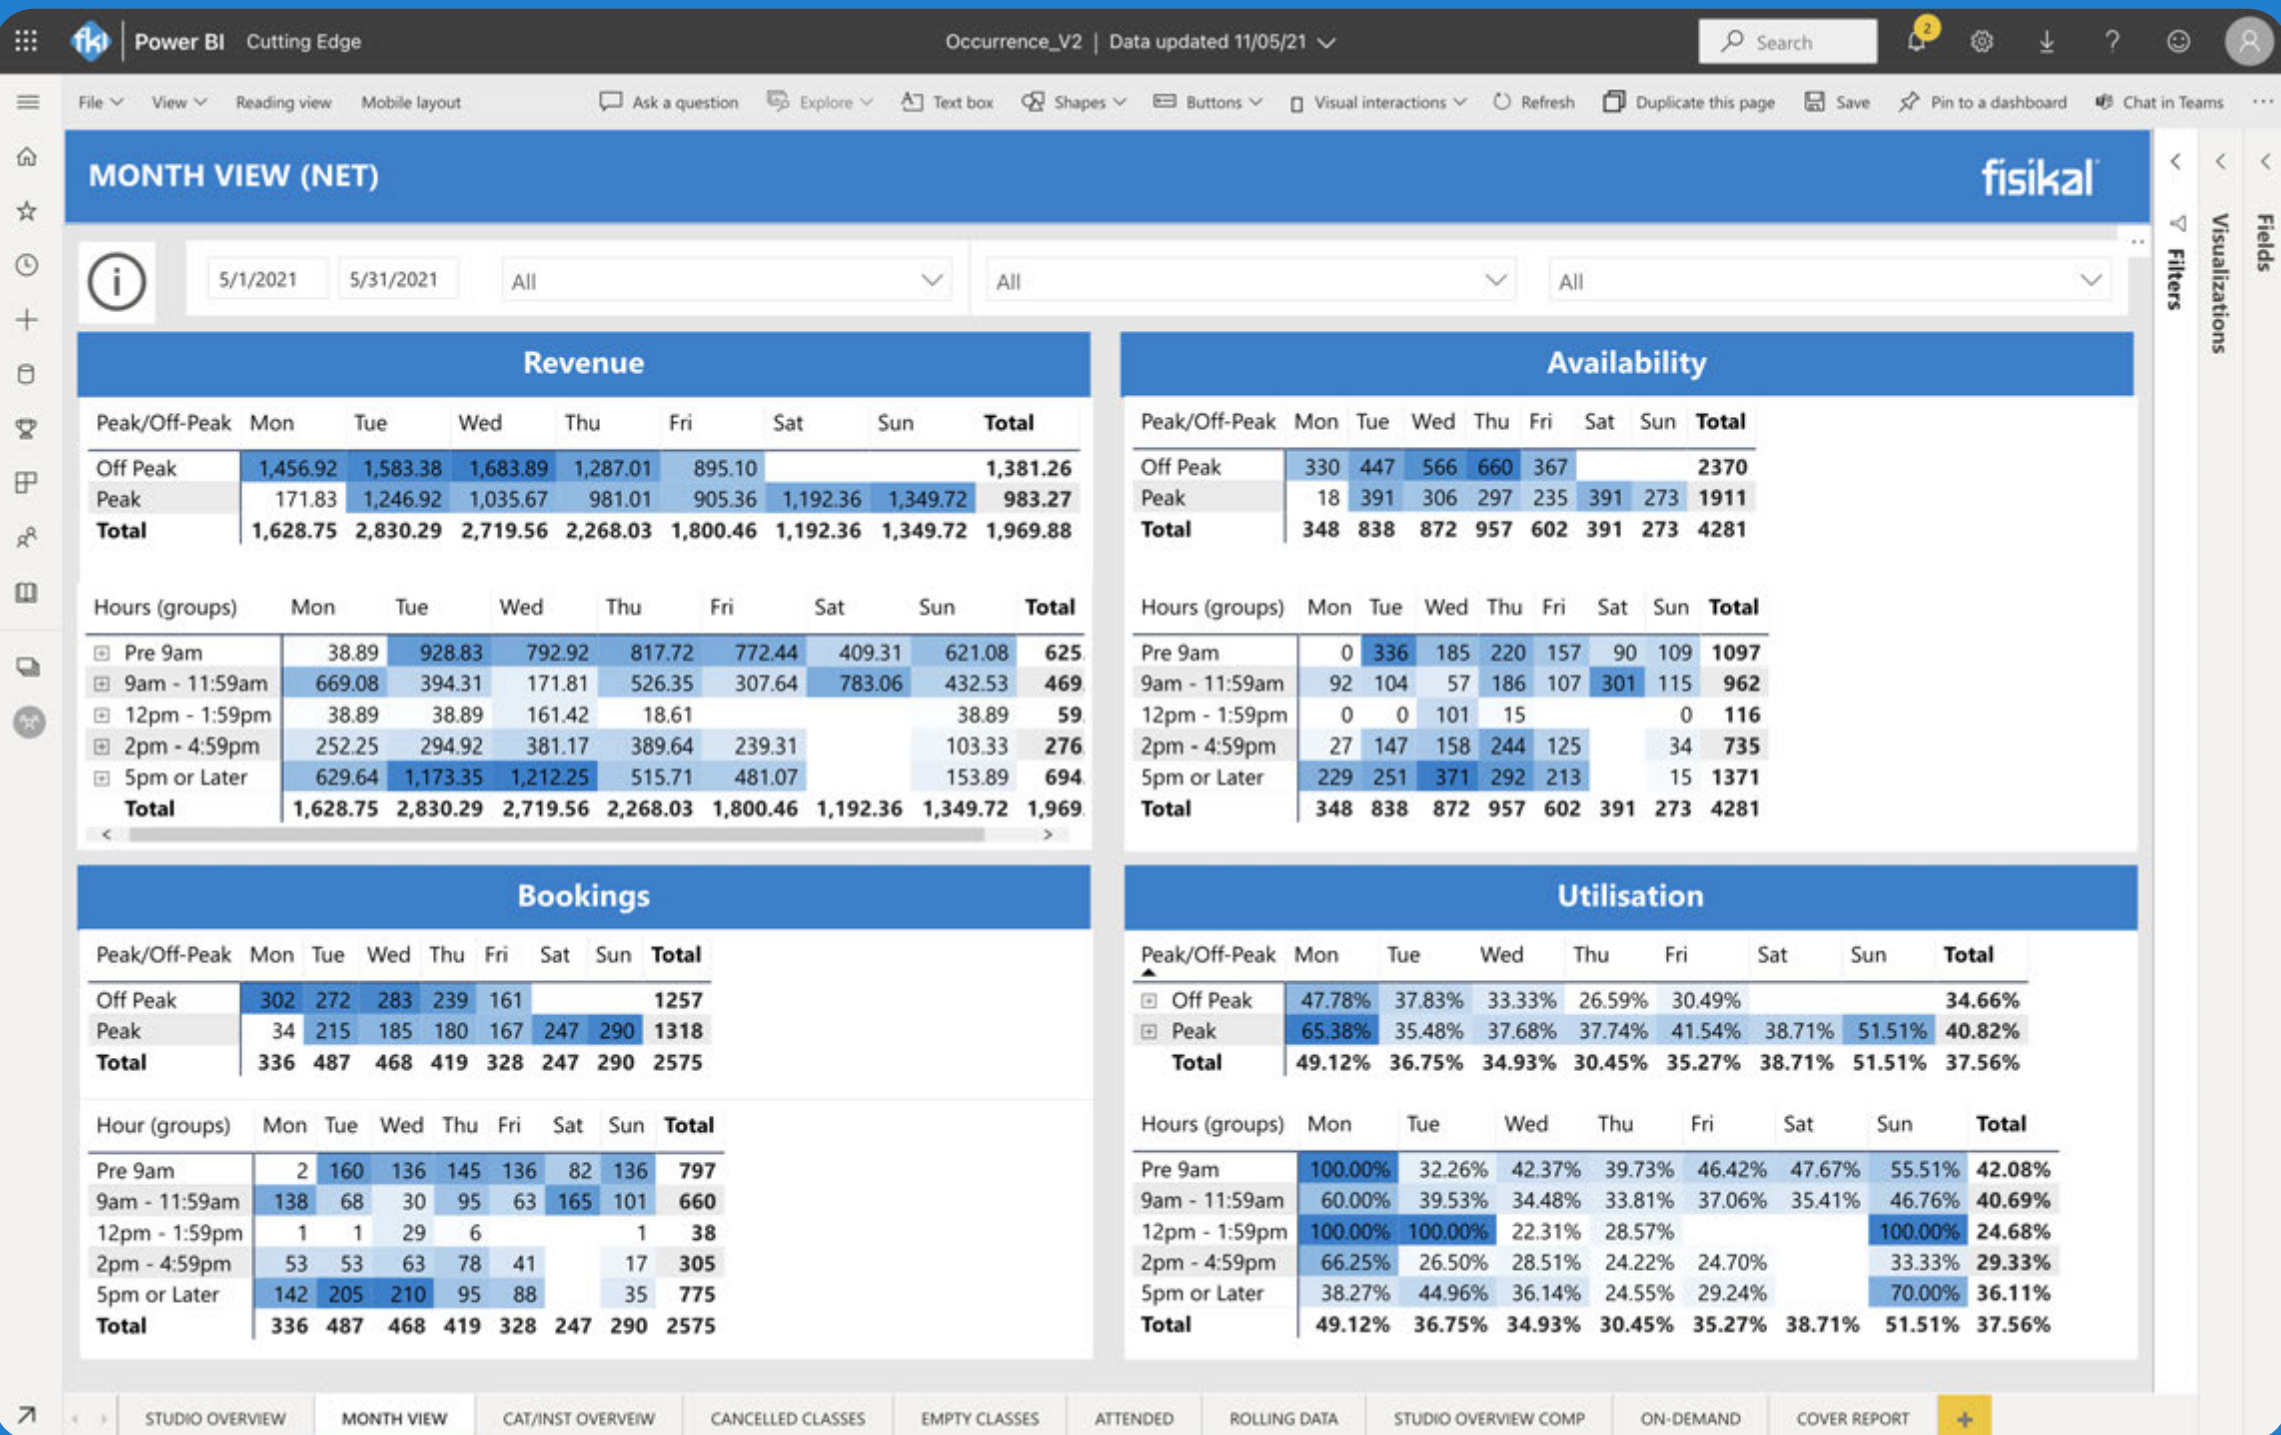 fki Power BI Cutting Edge Occurrence_V2 | Data updated 11/05/21 Search 2
File View Reading view Mobile layout Ask a question Explore Text box Shapes Buttons Visual interactions Refresh Duplicate this page Save Pin to a dashboard Chat in Teams ...
MONTH VIEW (NET) fisikal
5/1/2021 5/31/2021 All All All
Filters
Visualizations
Fields
Revenue
Peak/Off-Peak Mon Tue Wed Thu Fri Sat Sun Total
Off Peak 1,456.92 1,583.38 1,683.89 1,287.01 895.10 1,381.26
Peak 171.83 1,246.92 1,035.67 981.01 905.36 1,192.36 1,349.72 983.27
Total 1,628.75 2,830.29 2,719.56 2,268.03 1,800.46 1,192.36 1,349.72 1,969.88
Hours (groups) Mon Tue Wed Thu Fri Sat Sun Total
Pre 9am 38.89 928.83 792.92 817.72 772.44 409.31 621.08 625.
9am - 11:59am 669.08 394.31 171.81 526.35 307.64 783.06 432.53 469.
12pm - 1:59pm 38.89 38.89 161.42 18.61 38.89 59.
2pm - 4:59pm 252.25 294.92 381.17 389.64 239.31 103.33 276.
5pm or Later 629.64 1,173.35 1,212.25 515.71 481.07 153.89 694.
Total 1,628.75 2,830.29 2,719.56 2,268.03 1,800.46 1,192.36 1,349.72 1,969.
Availability
Peak/Off-Peak Mon Tue Wed Thu Fri Sat Sun Total
Off Peak 330 447 566 660 367 2370
Peak 18 391 306 297 235 391 273 1911
Total 348 838 872 957 602 391 273 4281
Hours (groups) Mon Tue Wed Thu Fri Sat Sun Total
Pre 9am 0 336 185 220 157 90 109 1097
9am - 11:59am 92 104 57 186 107 301 115 962
12pm - 1:59pm 0 0 101 15 0 116
2pm - 4:59pm 27 147 158 244 125 34 735
5pm or Later 229 251 371 292 213 15 1371
Total 348 838 872 957 602 391 273 4281
Bookings
Peak/Off-Peak Mon Tue Wed Thu Fri Sat Sun Total
Off Peak 302 272 283 239 161 1257
Peak 34 215 185 180 167 247 290 1318
Total 336 487 468 419 328 247 290 2575
Hour (groups) Mon Tue Wed Thu Fri Sat Sun Total
Pre 9am 2 160 136 145 136 82 136 797
9am - 11:59am 138 68 30 95 63 165 101 660
12pm - 1:59pm 1 1 29 6 1 38
2pm - 4:59pm 53 53 63 78 41 17 305
5pm or Later 142 205 210 95 88 35 775
Total 336 487 468 419 328 247 290 2575
Utilisation
Peak/Off-Peak Mon Tue Wed Thu Fri Sat Sun Total
Off Peak 47.78% 37.83% 33.33% 26.59% 30.49% 34.66%
Peak 65.38% 35.48% 37.68% 37.74% 41.54% 38.71% 51.51% 40.82%
Total 49.12% 36.75% 34.93% 30.45% 35.27% 38.71% 51.51% 37.56%
Hours (groups) Mon Tue Wed Thu Fri Sat Sun Total
Pre 9am 100.00% 32.26% 42.37% 39.73% 46.42% 47.67% 55.51% 42.08%
9am - 11:59am 60.00% 39.53% 34.48% 33.81% 37.06% 35.41% 46.76% 40.69%
12pm - 1:59pm 100.00% 100.00% 22.31% 28.57% 100.00% 24.68%
2pm - 4:59pm 66.25% 26.50% 28.51% 24.22% 24.70% 33.33% 29.33%
5pm or Later 38.27% 44.96% 36.14% 24.55% 29.24% 70.00% 36.11%
Total 49.12% 36.75% 34.93% 30.45% 35.27% 38.71% 51.51% 37.56%
STUDIO OVERVIEW MONTH VIEW CAT/INST OVERVEIW CANCELLED CLASSES EMPTY CLASSES ATTENDED ROLLING DATA STUDIO OVERVIEW COMP ON-DEMAND COVER REPORT +